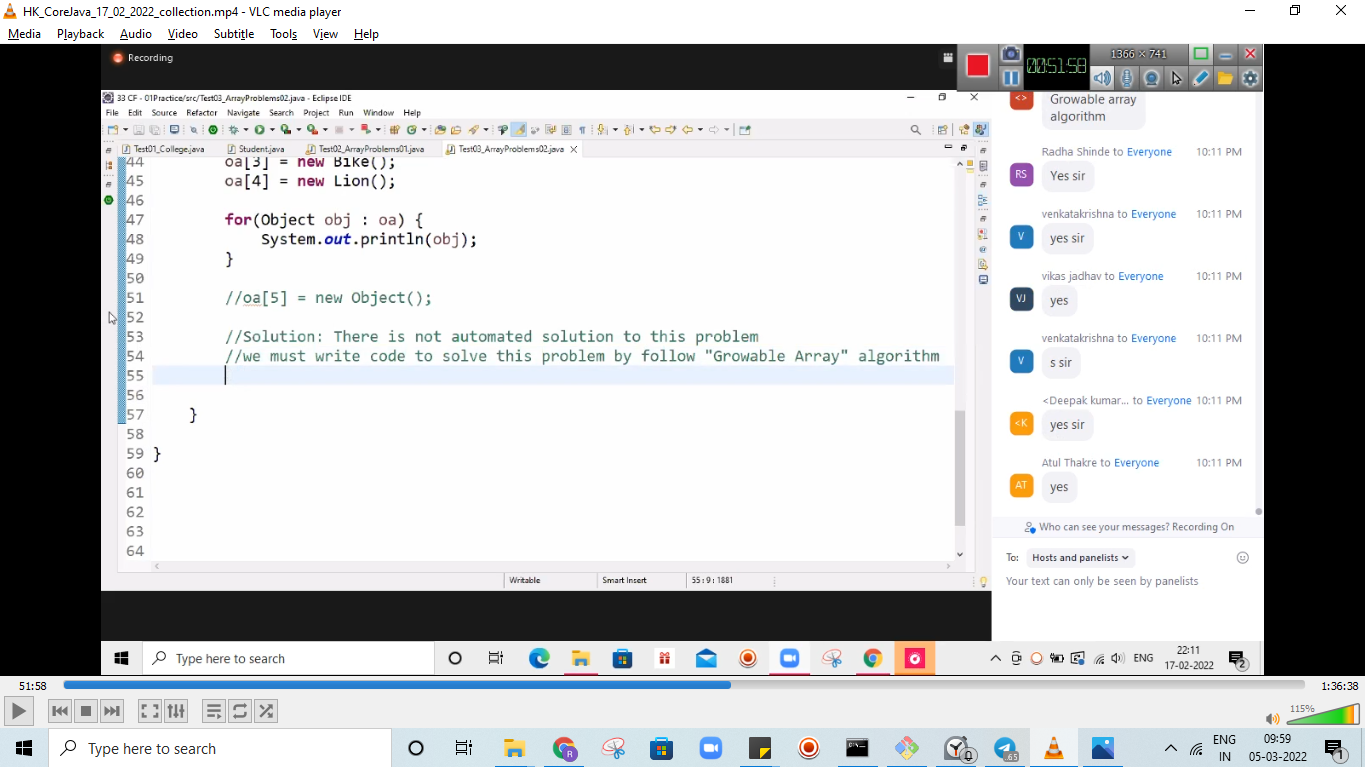 HK_CoreJava_17_02_2022_collection.mp4 - VLC media player
Media Playback Audio Video Subtitle Tools View Help
Recording
00:51:58
1366 × 741
33 CF - 01Practice/src/Test03_ArrayProblems02.java - Eclipse IDE
File Edit Source Refactor Navigate Search Project Run Window Help
Test01_College.java Student.java Test02_ArrayProblems01.java Test03_ArrayProblems02.java
44 oa[3] = new Bike();
45 oa[4] = new Lion();
46
47 for(Object obj : oa) {
48 System.out.println(obj);
49 }
50
51 //oa[5] = new Object();
52
53 //Solution: There is not automated solution to this problem
54 //we must write code to solve this problem by follow "Growable Array" algorithm
55
56
57 }
58
59 }
60
61
62
63
64
Writable Smart Insert 55 : 9 : 1881
<> Growable array
algorithm
Radha Shinde to Everyone 10:11 PM
RS Yes sir
venkatakrishna to Everyone 10:11 PM
V yes sir
vikas jadhav to Everyone 10:11 PM
VJ yes
venkatakrishna to Everyone 10:11 PM
V s sir
<Deepak kumar... to Everyone 10:11 PM
<K yes sir
Atul Thakre to Everyone 10:11 PM
AT yes
Who can see your messages? Recording On
To: Hosts and panelists
Your text can only be seen by panelists
Type here to search
ENG
22:11
17-02-2022
2
51:58 1:36:38
115%
Type here to search
R
.65
ENG
IN
09:59
05-03-2022
1